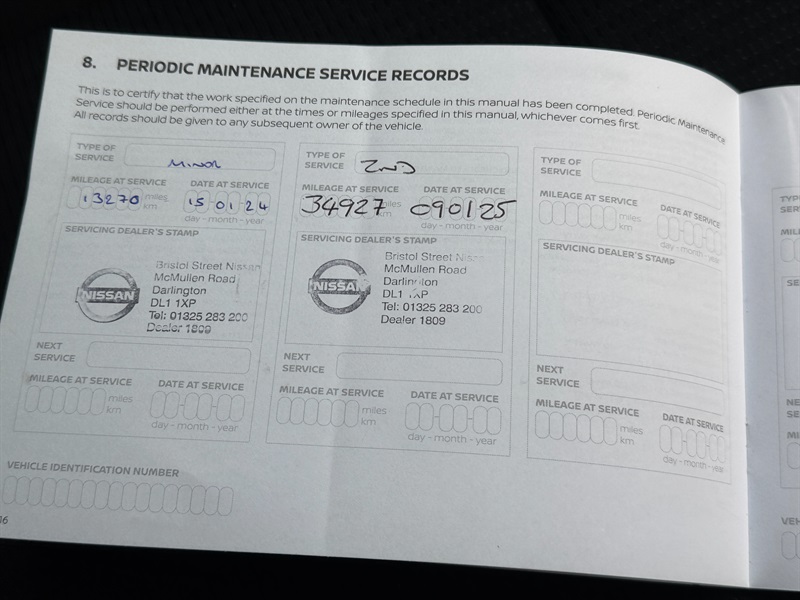 8. PERIODIC MAINTENANCE SERVICE RECORDS
This is to certify that the work specified on the maintenance schedule in this manual has been completed. Periodic Maintenance
Service should be performed either at the times or mileages specified in this manual, whichever comes first.
All records should be given to any subsequent owner of the vehicle.
TYPE OF
SERVICE MINOR
MILEAGE AT SERVICE DATE AT SERVICE
13270 miles 15 01 24
km
day - month - year
SERVICING DEALER'S STAMP
NISSAN
Bristol Street Nissan
McMullen Road
Darlington
DL1 1XP
Tel: 01325 283 200
Dealer 1809
NEXT
SERVICE
MILEAGE AT SERVICE DATE AT SERVICE
miles
km
day - month - year
TYPE OF
SERVICE 2ND
MILEAGE AT SERVICE DATE AT SERVICE
34927 miles 090125
km
day - month - year
SERVICING DEALER'S STAMP
NISSAN
Bristol Street Nissan
McMullen Road
Darlington
DL1 1XP
Tel: 01325 283 200
Dealer 1809
NEXT
SERVICE
MILEAGE AT SERVICE DATE AT SERVICE
miles
km
day - month - year
TYPE OF
SERVICE
MILEAGE AT SERVICE DATE AT SERVICE
miles
km
day - month - year
SERVICING DEALER'S STAMP
NEXT
SERVICE
MILEAGE AT SERVICE DATE AT SERVICE
miles
km
day - month - year
VEHICLE IDENTIFICATION NUMBER